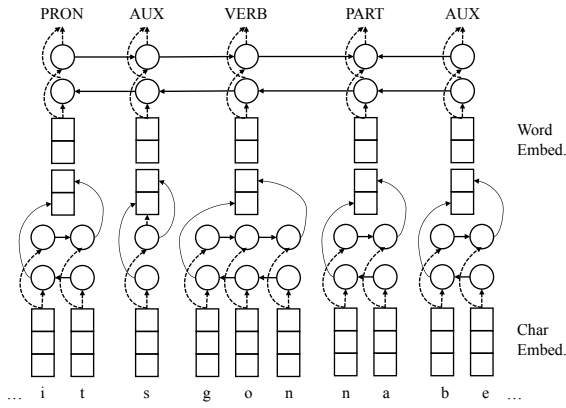 PRON AUX VERB PART AUX
Word
Embed.
Char
Embed.
... i t s g o n n a b e ...